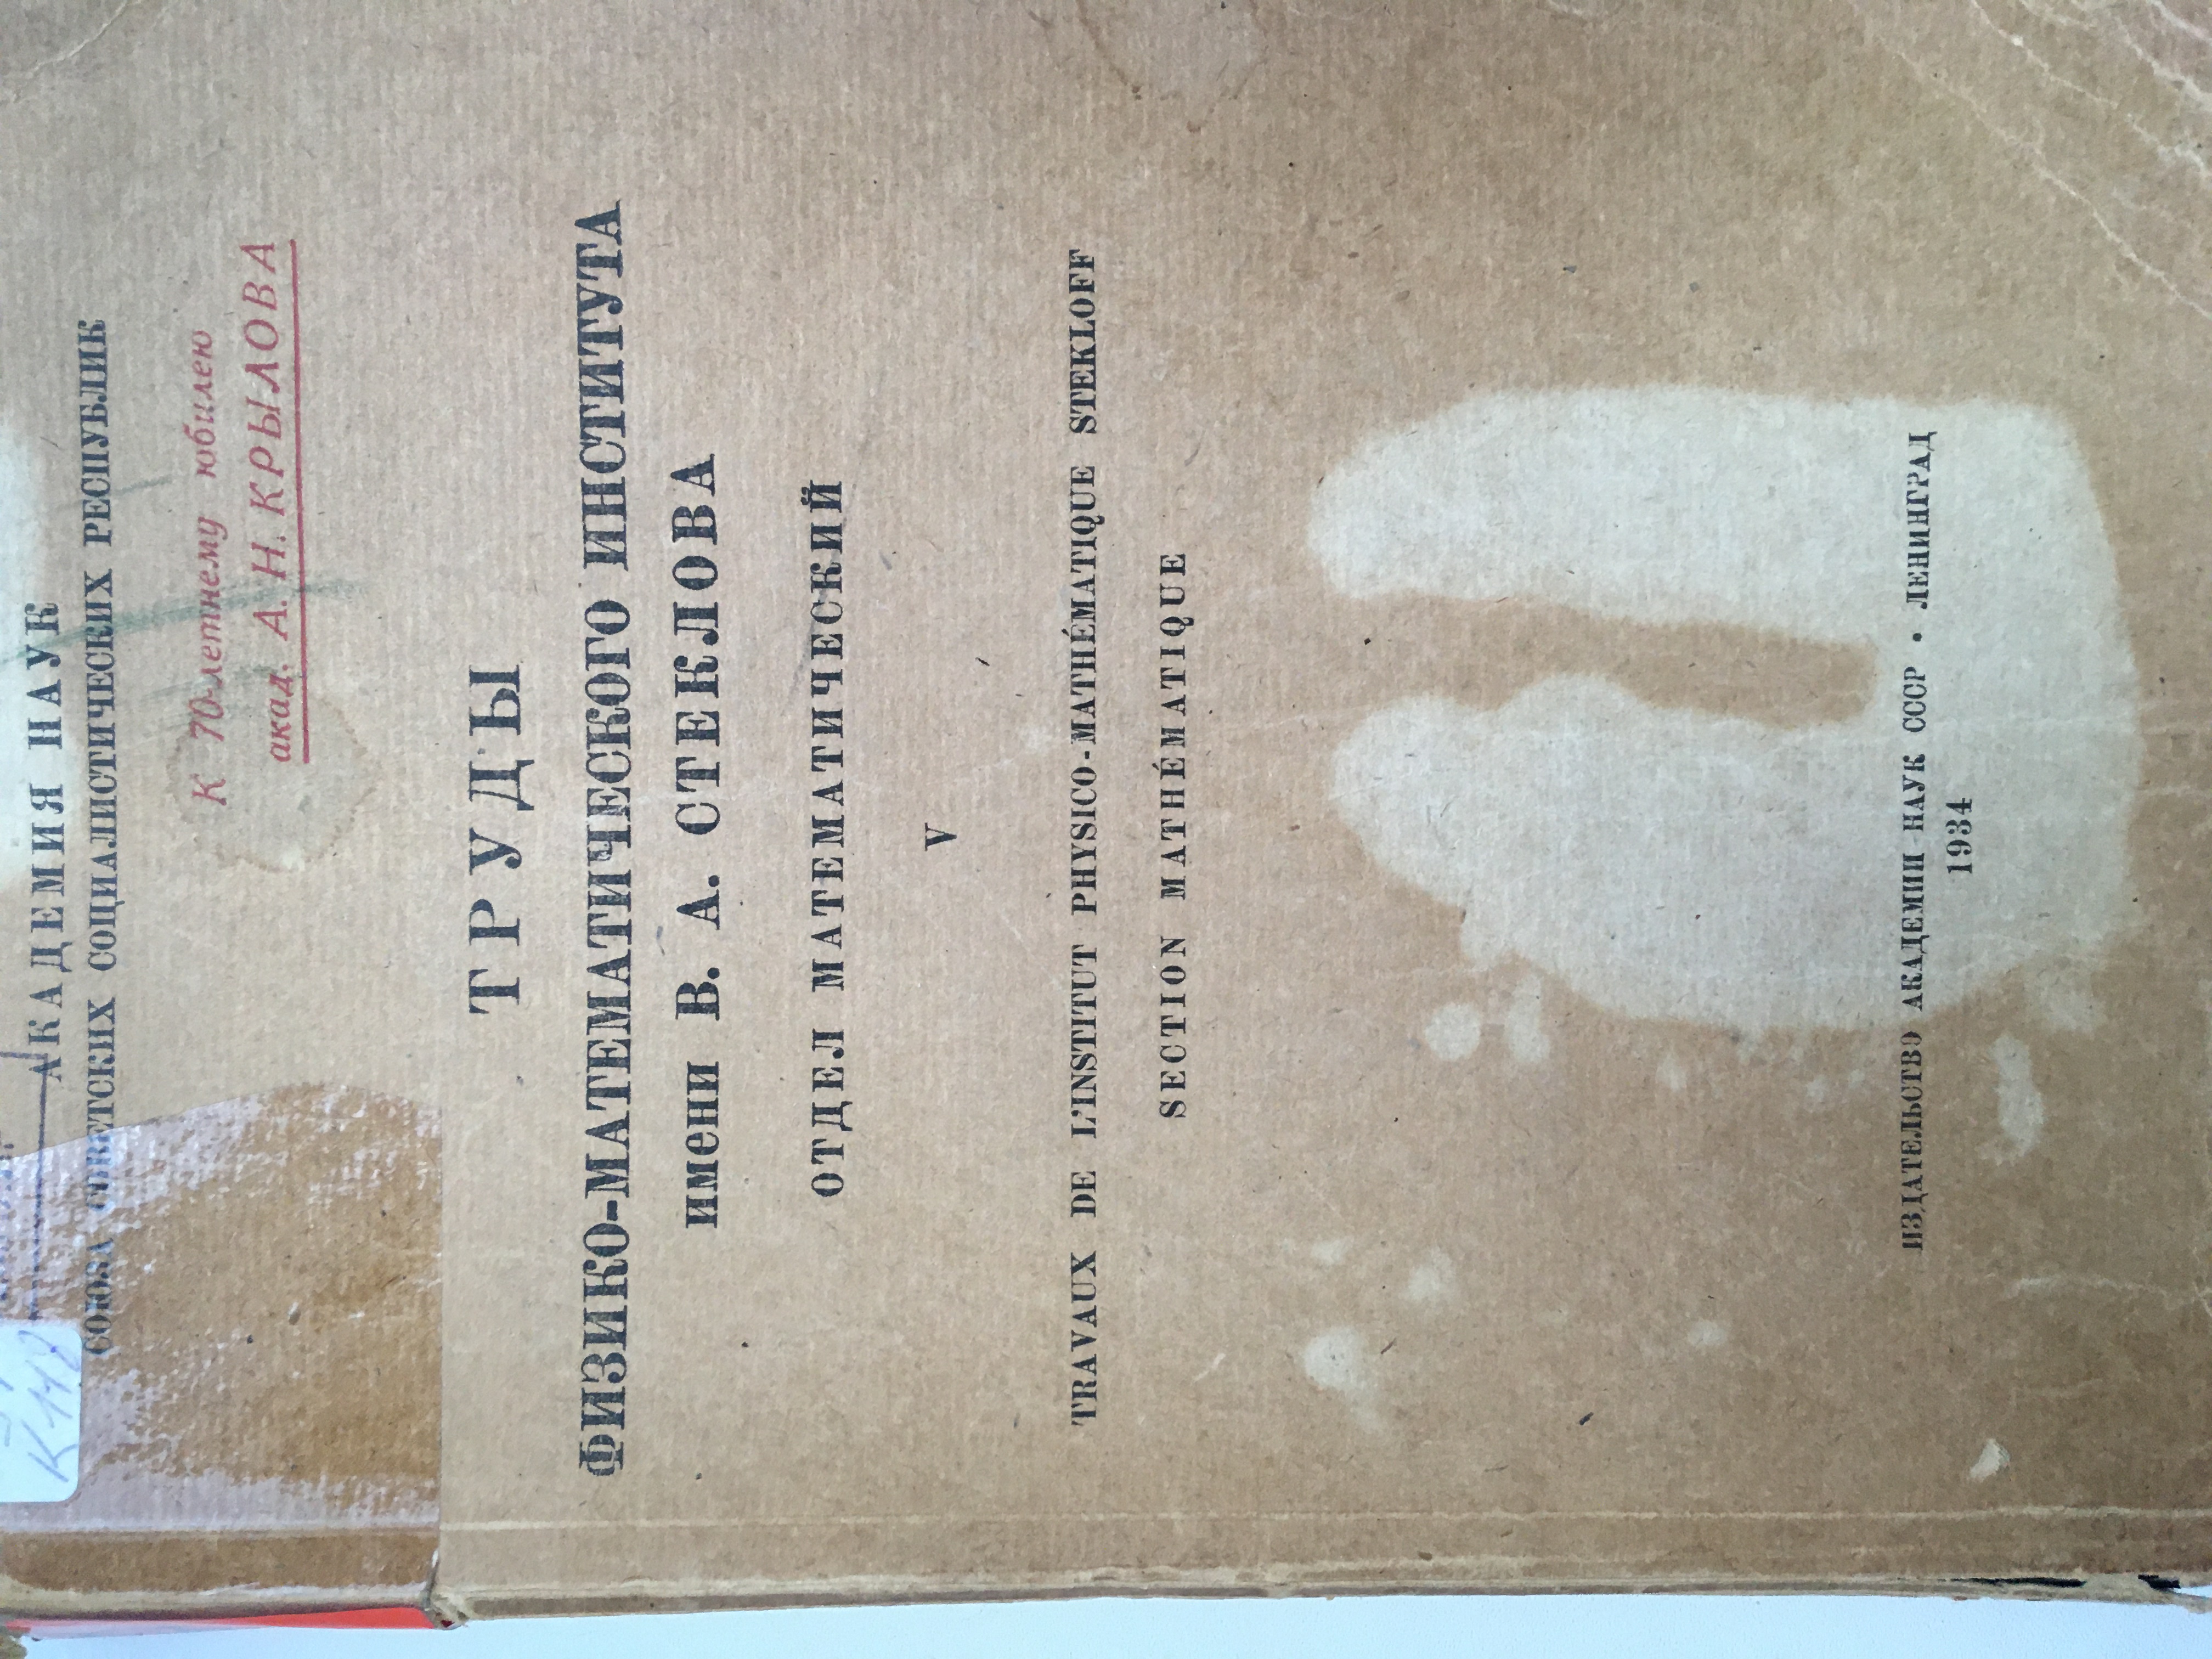 К118
АКАДЕМИЯ НАУК
СОЮЗА СОВЕТСКИХ СОЦИАЛИСТИЧЕСКИХ РЕСПУБЛИК
К 70-летнему юбилею
акад. А. Н. КРЫЛОВА
ТРУДЫ
ФИЗИКО-МАТЕМАТИЧЕСКОГО ИНСТИТУТА
имени В. А. СТЕКЛОВА
ОТДЕЛ МАТЕМАТИЧЕСКИЙ
V
TRAVAUX DE L'INSTITUT PHYSICO-MATHÉMATIQUE STEKLOFF
SECTION MATHÉMATIQUE
ИЗДАТЕЛЬСТВО АКАДЕМИИ НАУК СССР • ЛЕНИНГРАД
1934